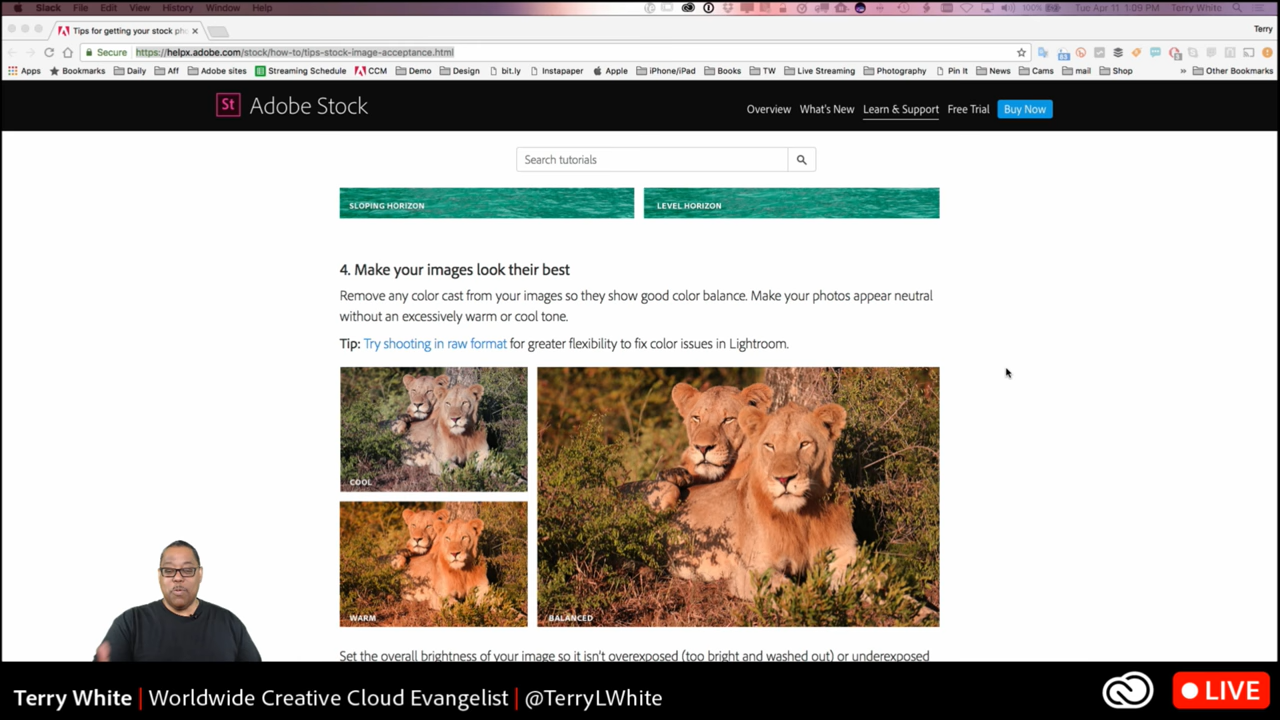 Slack File Edit View History Window Help
100% Tue Apr 11 1:09 PM Terry White
Tips for getting your stock ph
Terry
Secure https://helpx.adobe.com/stock/how-to/tips-stock-image-acceptance.html
Apps Bookmarks Daily Aff Adobe sites Streaming Schedule CCM Demo Design bit.ly Instapaper Apple iPhone/iPad Books TW Live Streaming Photography Pin It News Cams mail Shop » Other Bookmarks
St Adobe Stock
Overview What's New Learn & Support Free Trial Buy Now
Search tutorials
SLOPING HORIZON LEVEL HORIZON
4. Make your images look their best
Remove any color cast from your images so they show good color balance. Make your photos appear neutral
without an excessively warm or cool tone.
Tip: Try shooting in raw format for greater flexibility to fix color issues in Lightroom.
COOL
WARM
BALANCED
Set the overall brightness of your image so it isn't overexposed (too bright and washed out) or underexposed
Terry White | Worldwide Creative Cloud Evangelist | @TerryLWhite
LIVE